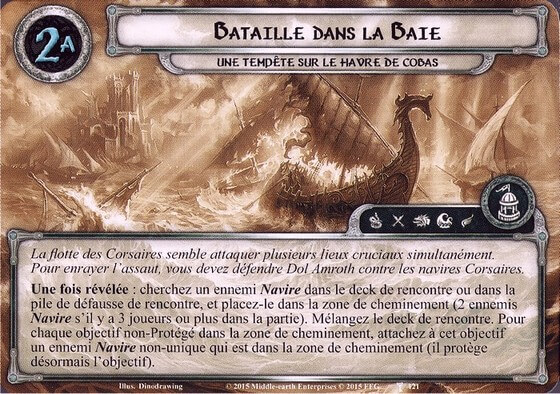 2A
BATAILLE DANS LA BAIE
UNE TEMPÊTE SUR LE HAVRE DE COBAS
La flotte des Corsaires semble attaquer plusieurs lieux cruciaux simultanément.
Pour enrayer l'assaut, vous devez défendre Dol Amroth contre les navires Corsaires.
Une fois révélée : cherchez un ennemi Navire dans le deck de rencontre ou dans la
pile de défausse de rencontre, et placez-le dans la zone de cheminement (2 ennemis
Navire s'il y a 3 joueurs ou plus dans la partie). Mélangez le deck de rencontre. Pour
chaque objectif non-Protégé dans la zone de cheminement, attachez à cet objectif
un ennemi Navire non-unique qui est dans la zone de cheminement (il protège
désormais l'objectif).
Illus. Dinodrawing © 2015 Middle-earth Enterprises © 2015 FFG 121